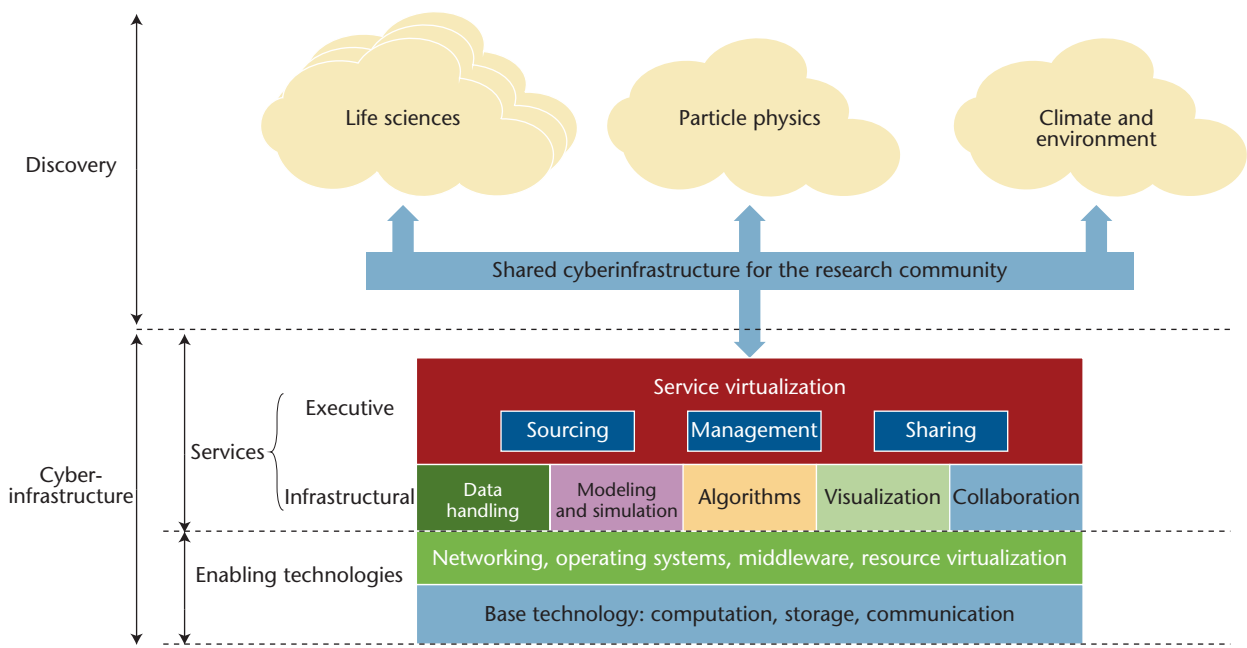 Life sciences
Particle physics
Climate and
environment
Discovery
Shared cyberinfrastructure for the research community
Service virtualization
Executive
Sourcing
Management
Sharing
Services
Cyber-
infrastructure
Infrastructural
Data
handling
Modeling
and simulation
Algorithms
Visualization
Collaboration
Networking, operating systems, middleware, resource virtualization
Enabling technologies
Base technology: computation, storage, communication